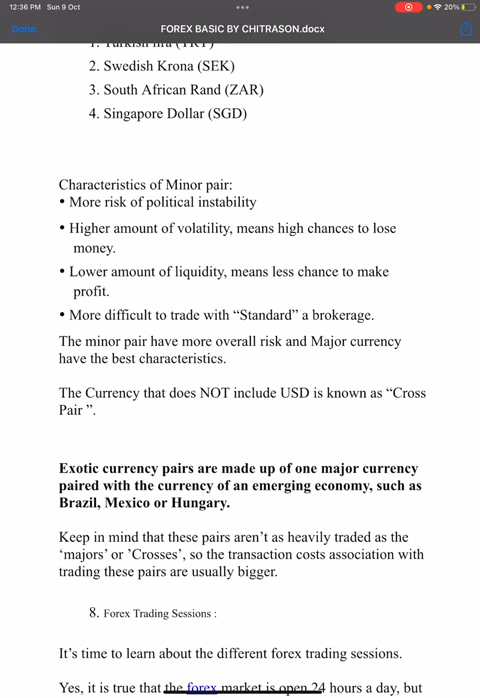 12:36 PM Sun 9 Oct
20%
Done
FOREX BASIC BY CHITRASON.docx
1. Turkish lira (TRY)
2. Swedish Krona (SEK)
3. South African Rand (ZAR)
4. Singapore Dollar (SGD)
Characteristics of Minor pair:
• More risk of political instability
• Higher amount of volatility, means high chances to lose
money.
• Lower amount of liquidity, means less chance to make
profit.
• More difficult to trade with “Standard” a brokerage.
The minor pair have more overall risk and Major currency
have the best characteristics.
The Currency that does NOT include USD is known as “Cross
Pair ”.
Exotic currency pairs are made up of one major currency
paired with the currency of an emerging economy, such as
Brazil, Mexico or Hungary.
Keep in mind that these pairs aren’t as heavily traded as the
‘majors’ or ’Crosses’, so the transaction costs association with
trading these pairs are usually bigger.
8. Forex Trading Sessions :
It’s time to learn about the different forex trading sessions.
Yes, it is true that the forex market is open 24 hours a day, but